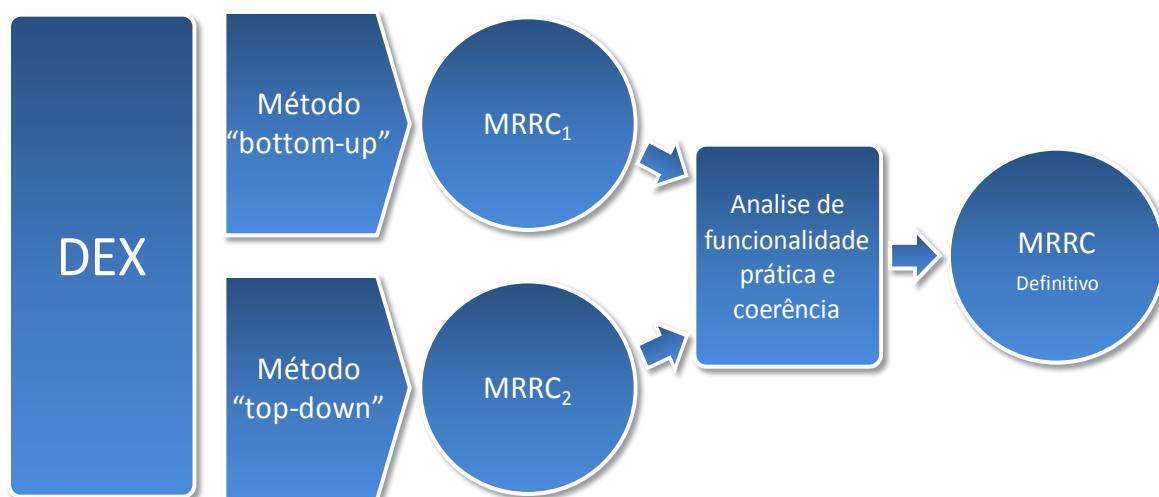 DEX
Método
“bottom-up”
MRRC₁
Método
“top-down”
MRRC₂
Analise de
funcionalidade
prática e
coerência
MRRC
Definitivo